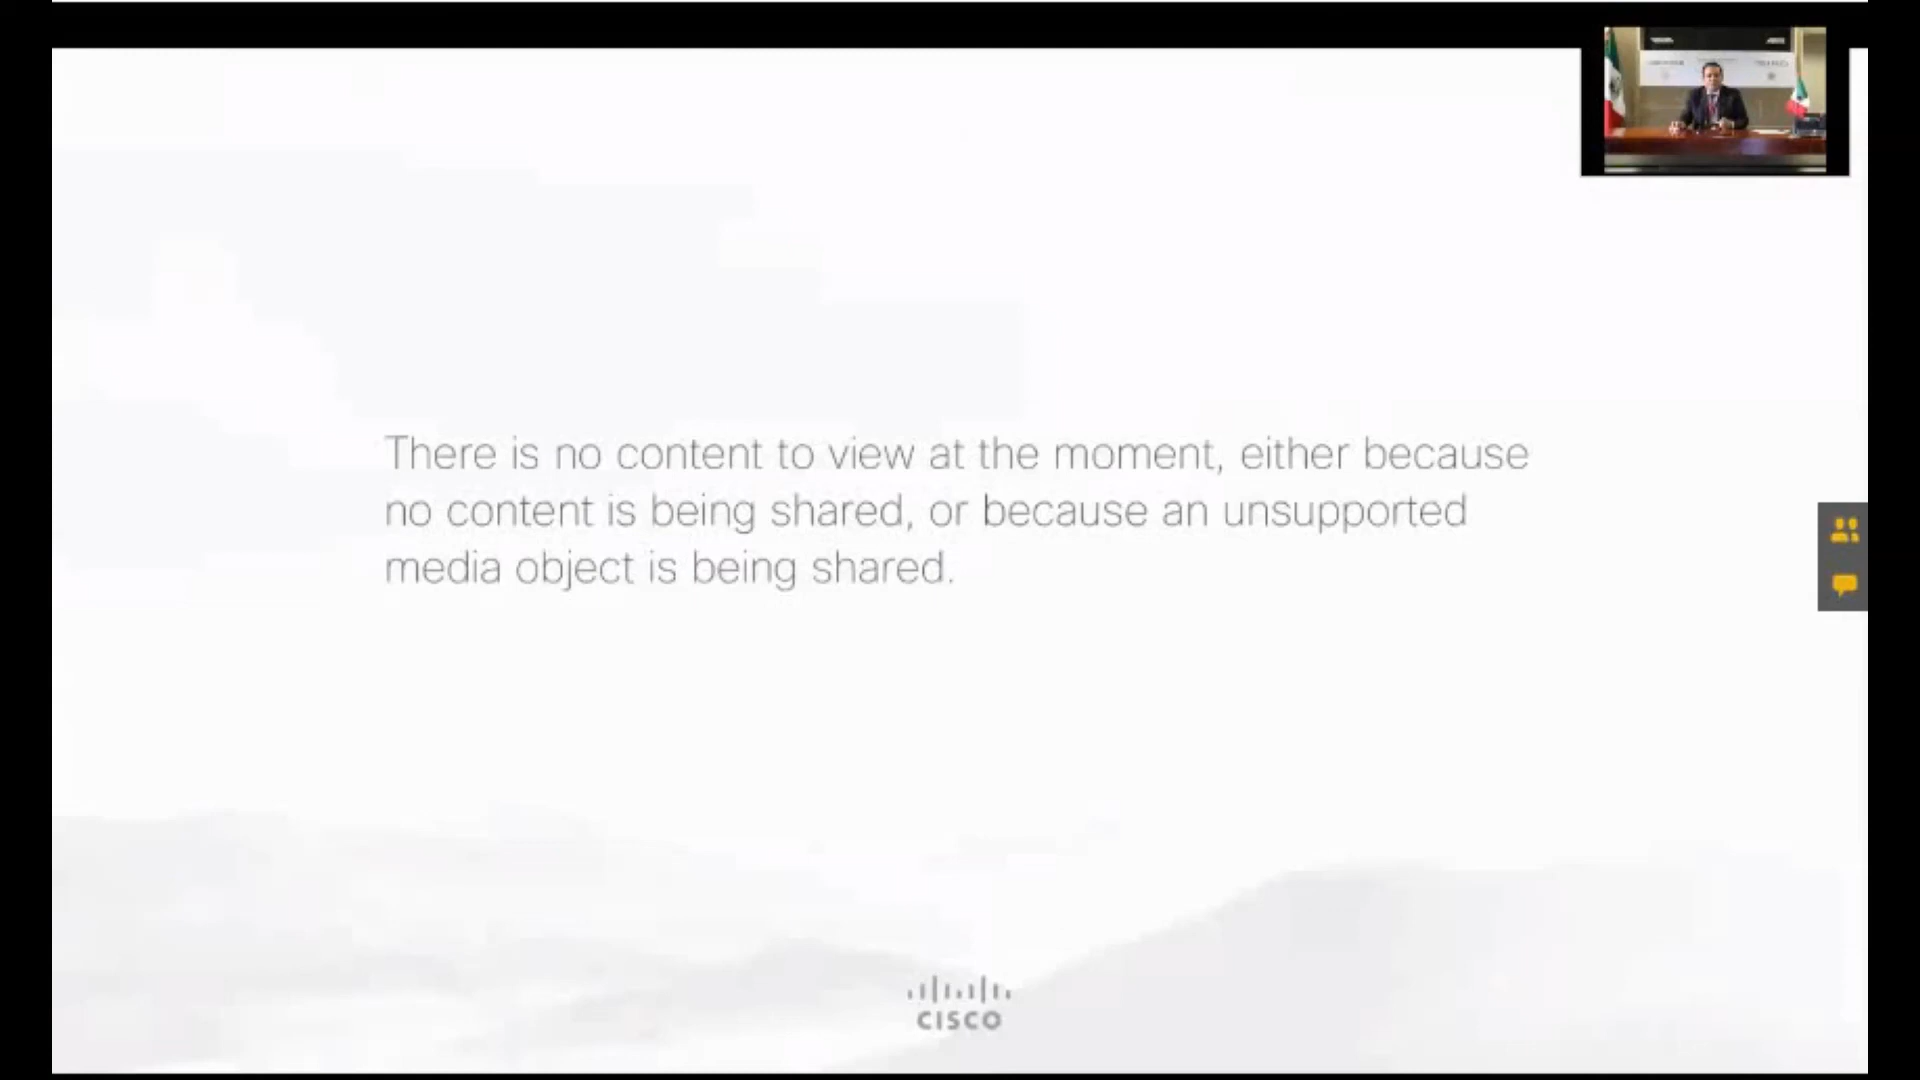 There is no content to view at the moment, either because
no content is being shared, or because an unsupported
media object is being shared.
CISCO